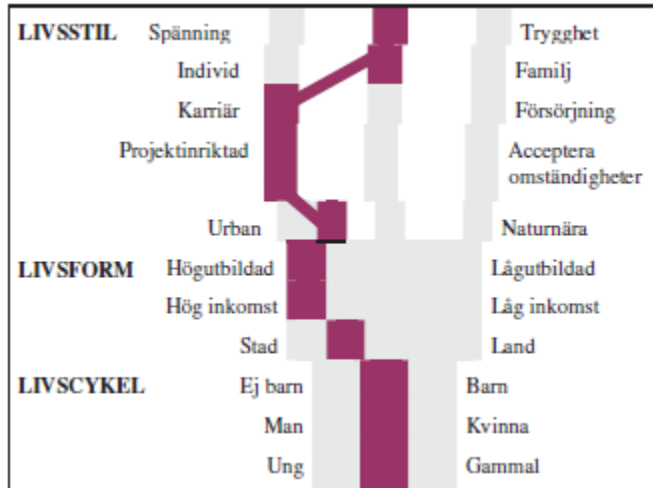 LIVSSTIL Spänning Trygghet
Individ Familj
Karriär Försörjning
Projektinriktad Acceptera
omständigheter
Urban Naturnära
LIVSFORM Högutbildad Lågutbildad
Hög inkomst Låg inkomst
Stad Land
LIVSCYKEL Ej barn Barn
Man Kvinna
Ung Gammal